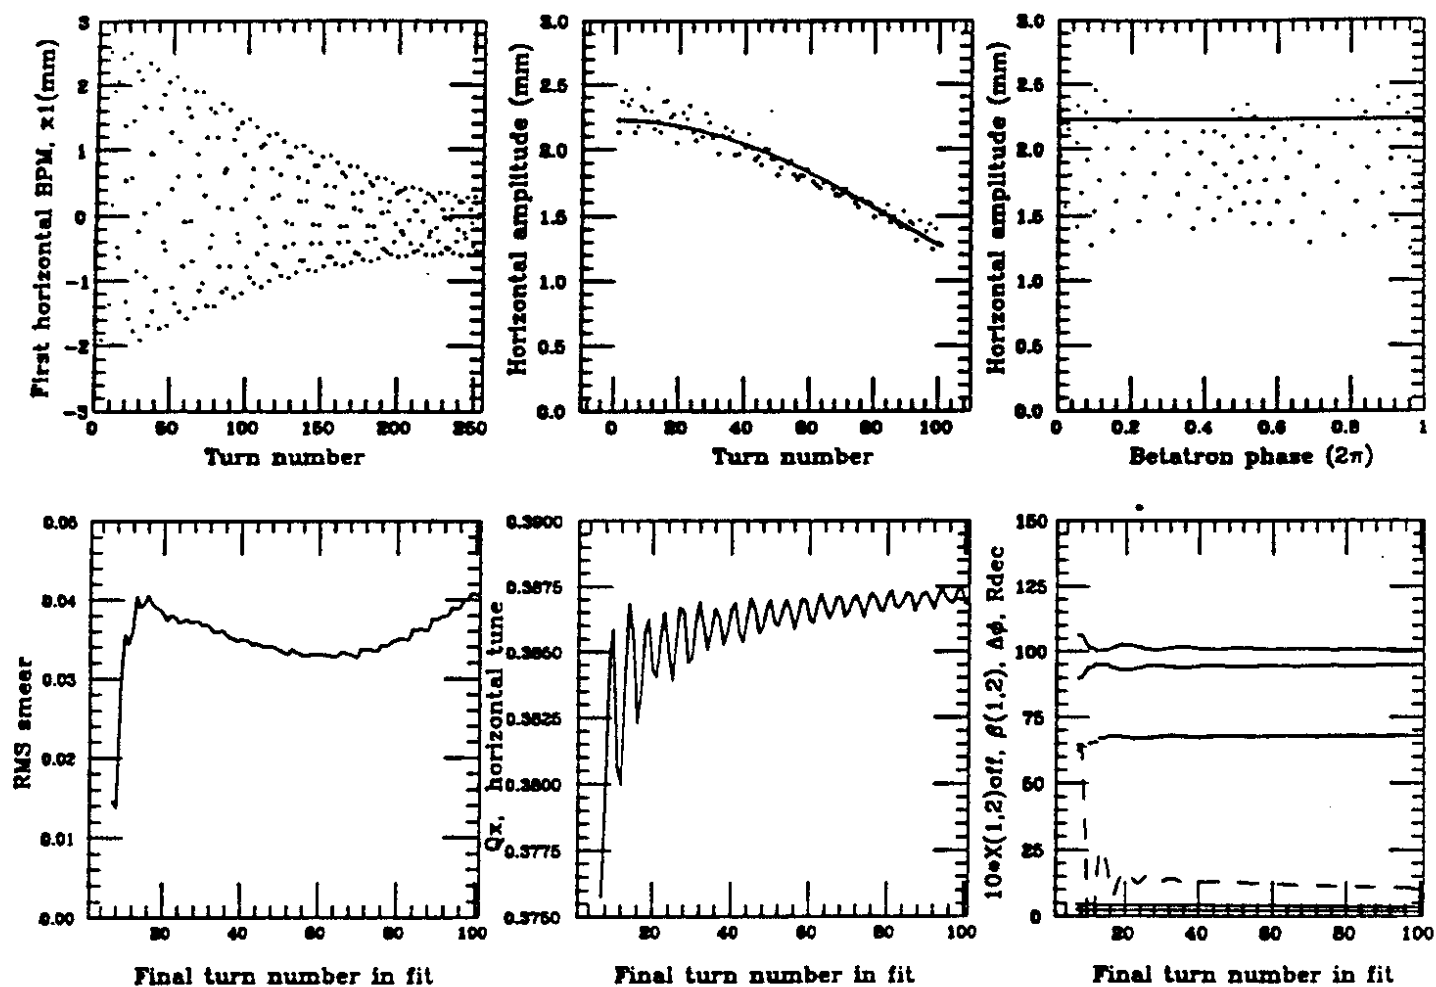 First horizontal BPM, x1(mm)
3
2
1
0
-1
-2
-3
0 50 100 150 200 250
Turn number
Horizontal amplitude (mm)
3.0
2.5
2.0
1.5
1.0
0.5
0.0
0 20 40 60 80 100
Turn number
Horizontal amplitude (mm)
3.0
2.5
2.0
1.5
1.0
0.5
0.0
0 0.2 0.4 0.6 0.8 1
Betatron phase (2π)
RMS smear
0.05
0.04
0.03
0.02
0.01
0.00
20 40 60 80 100
Final turn number in fit
Qx, horizontal tune
0.3900
0.3875
0.3850
0.3825
0.3800
0.3775
0.3750
20 40 60 80 100
Final turn number in fit
10*X(1,2)off, β(1,2), Δϕ, Rdec
150
125
100
75
50
25
0
20 40 60 80 100
Final turn number in fit